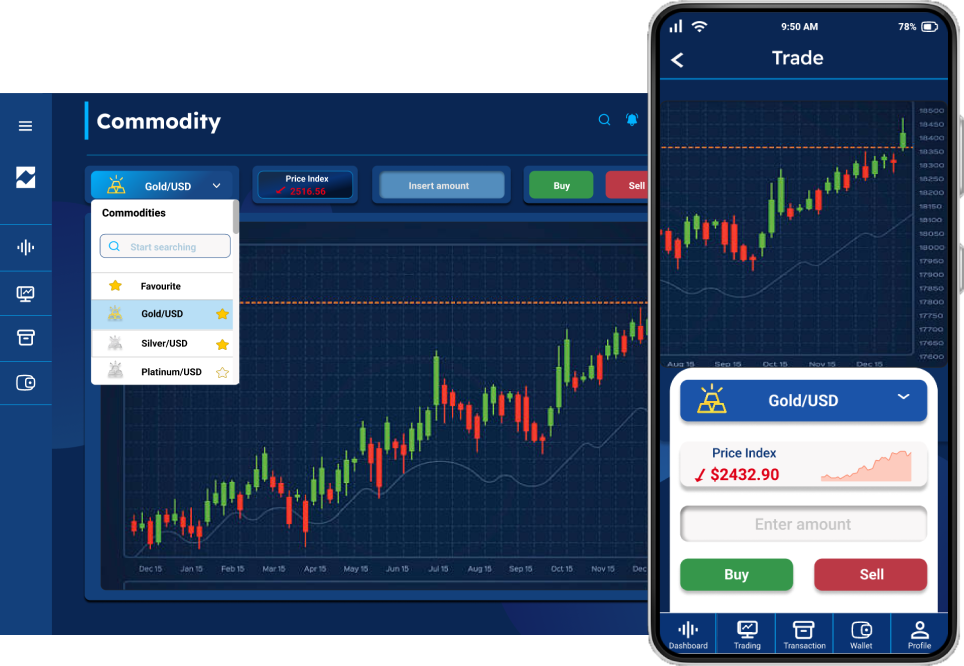 Commodity
Gold/USD
Price Index
2516.56
Insert amount
Buy
Sell
Commodities
Start searching
Favourite
Gold/USD
Silver/USD
Platinum/USD
Dec 15 Jan 15 Feb 15 Mar 15 Apr 15 May 15 Jun 15 Jul 15 Aug 15 Sep 15 Oct 15 Nov 15 Dec
9:50 AM
78%
Trade
18500
18450
18400
18350
18300
18250
18200
18150
18100
18050
18000
17950
17900
17850
17800
17750
17700
17650
17600
Aug 15 Sep 15 Oct 15 Nov 15 Dec 15
Gold/USD
Price Index
$2432.90
Enter amount
Buy
Sell
Dashboard Trading Transaction Wallet Profile